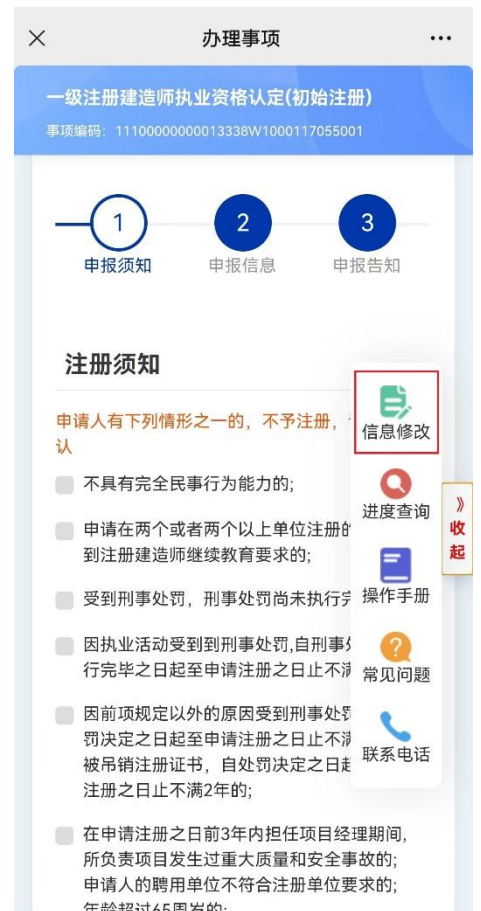 办理事项
一级注册建造师执业资格认定(初始注册)
事项编码：11100000000013338W1000117055001
1
2
3
申报须知
申报信息
申报告知
注册须知
申请人有下列情形之一的，不予注册，
认
不具有完全民事行为能力的;
申请在两个或者两个以上单位注册的
到注册建造师继续教育要求的;
受到刑事处罚，刑事处罚尚未执行完
因执业活动受到到刑事处罚,自刑事处
行完毕之日起至申请注册之日止不满
因前项规定以外的原因受到刑事处罚
罚决定之日起至申请注册之日止不满
被吊销注册证书，自处罚决定之日起
注册之日止不满2年的;
在申请注册之日前3年内担任项目经理期间,
所负责项目发生过重大质量和安全事故的;
申请人的聘用单位不符合注册单位要求的;
年龄超过65周岁的;
信息修改
进度查询
操作手册
常见问题
联系电话
》
收
起